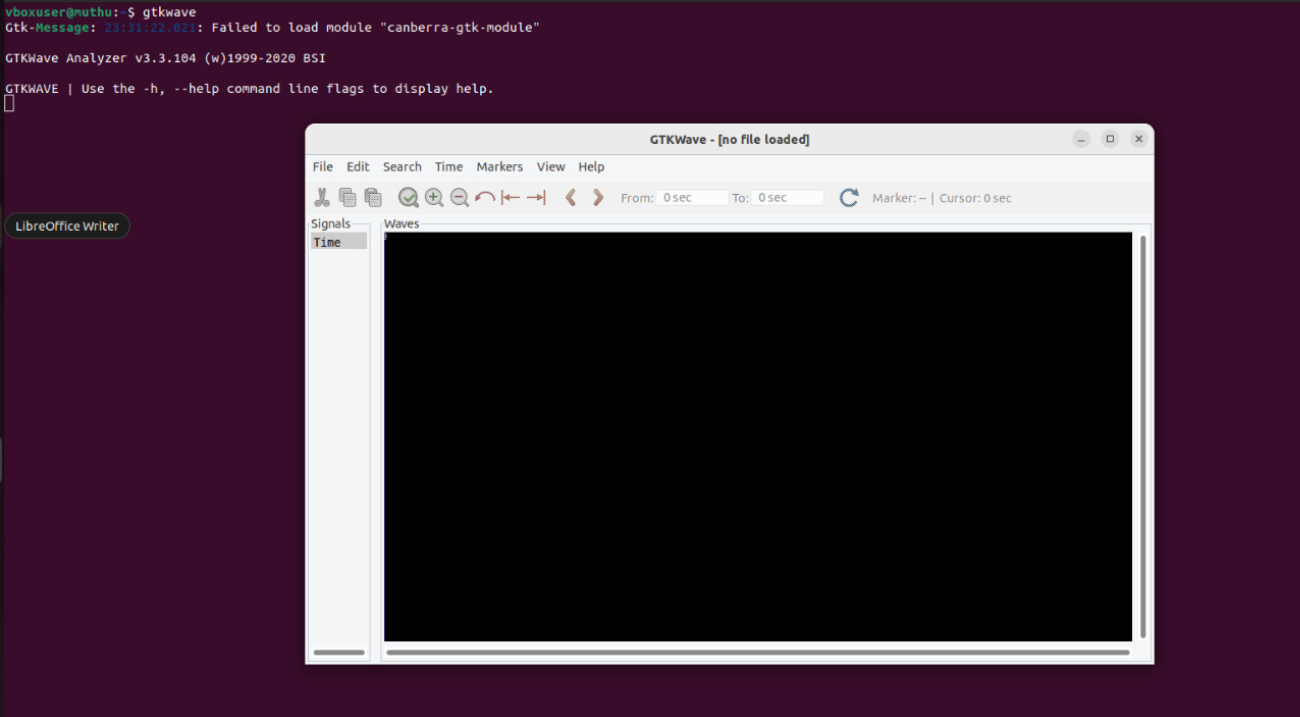 vboxuser@muthu:~$ gtkwave
Gtk-Message: 23:31:22.021: Failed to load module "canberra-gtk-module"
GTKWave Analyzer v3.3.104 (w)1999-2020 BSI
GTKWAVE | Use the -h, --help command line flags to display help.
GTKWave - [no file loaded]
File Edit Search Time Markers View Help
From: 0 sec To: 0 sec Marker: -- | Cursor: 0 sec
LibreOffice Writer
Signals Waves
Time